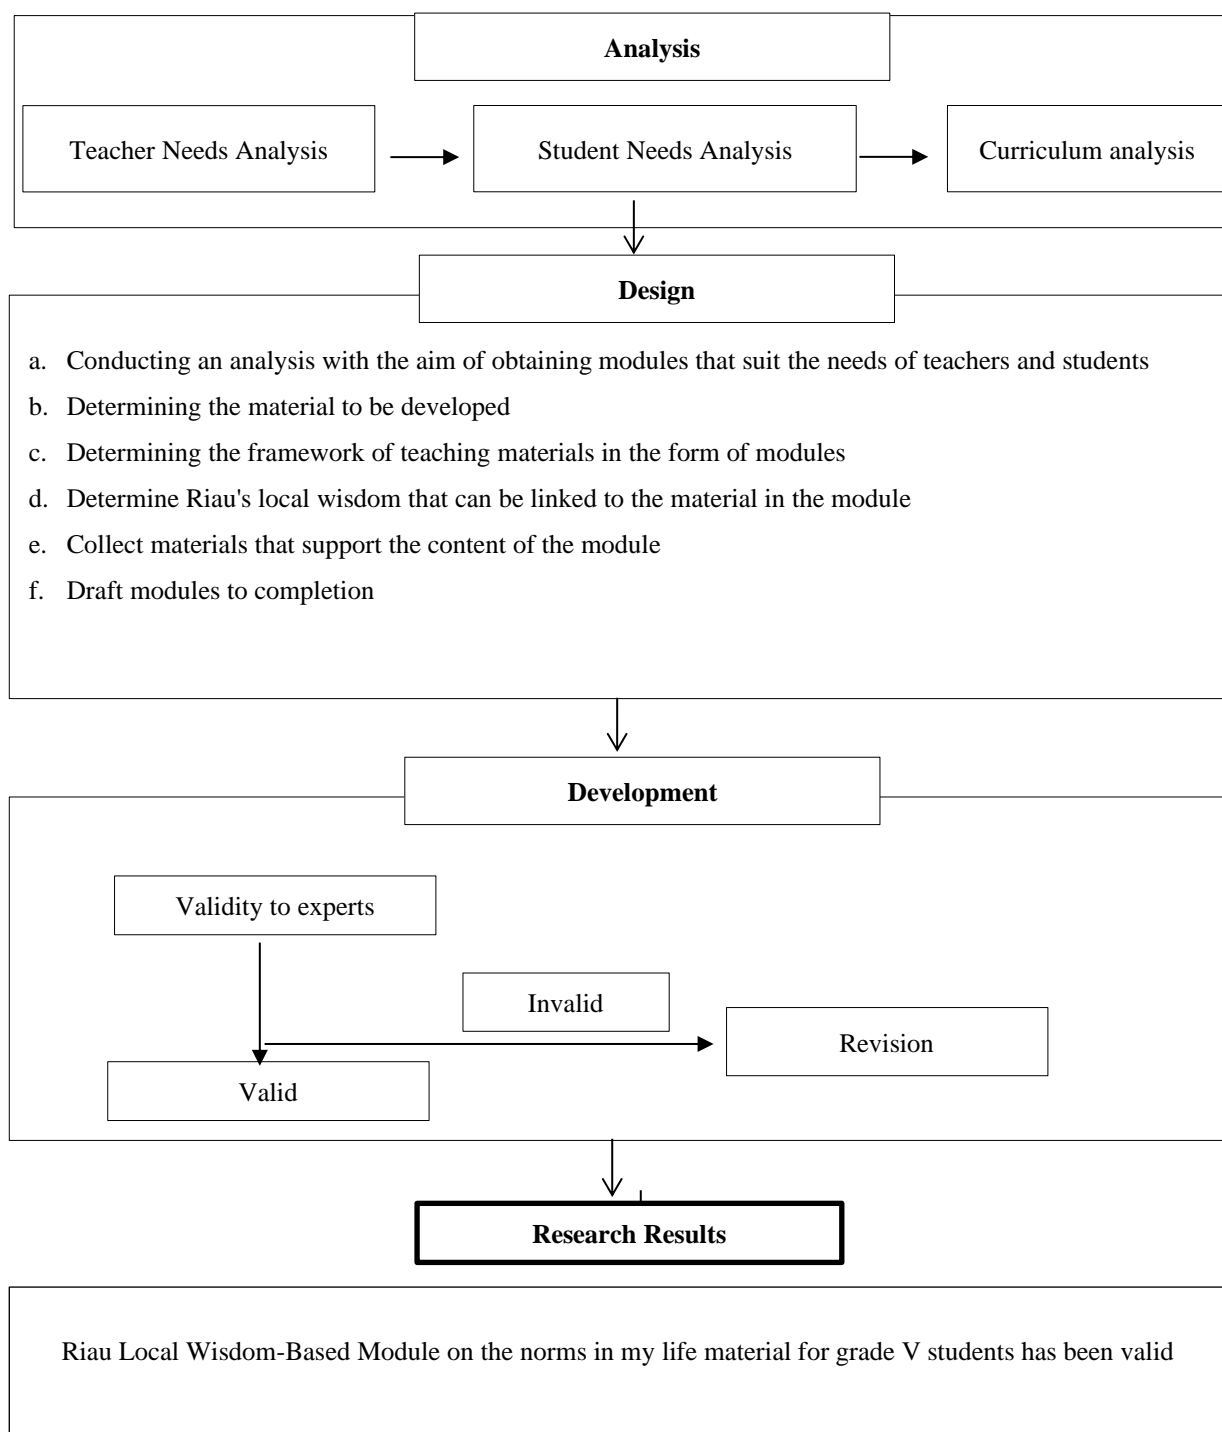 Analysis
Teacher Needs Analysis
Student Needs Analysis
Curriculum analysis
Design
a. Conducting an analysis with the aim of obtaining modules that suit the needs of teachers and students
b. Determining the material to be developed
c. Determining the framework of teaching materials in the form of modules
d. Determine Riau's local wisdom that can be linked to the material in the module
e. Collect materials that support the content of the module
f. Draft modules to completion
Development
Validity to experts
Invalid
Revision
Valid
Research Results
Riau Local Wisdom-Based Module on the norms in my life material for grade V students has been valid